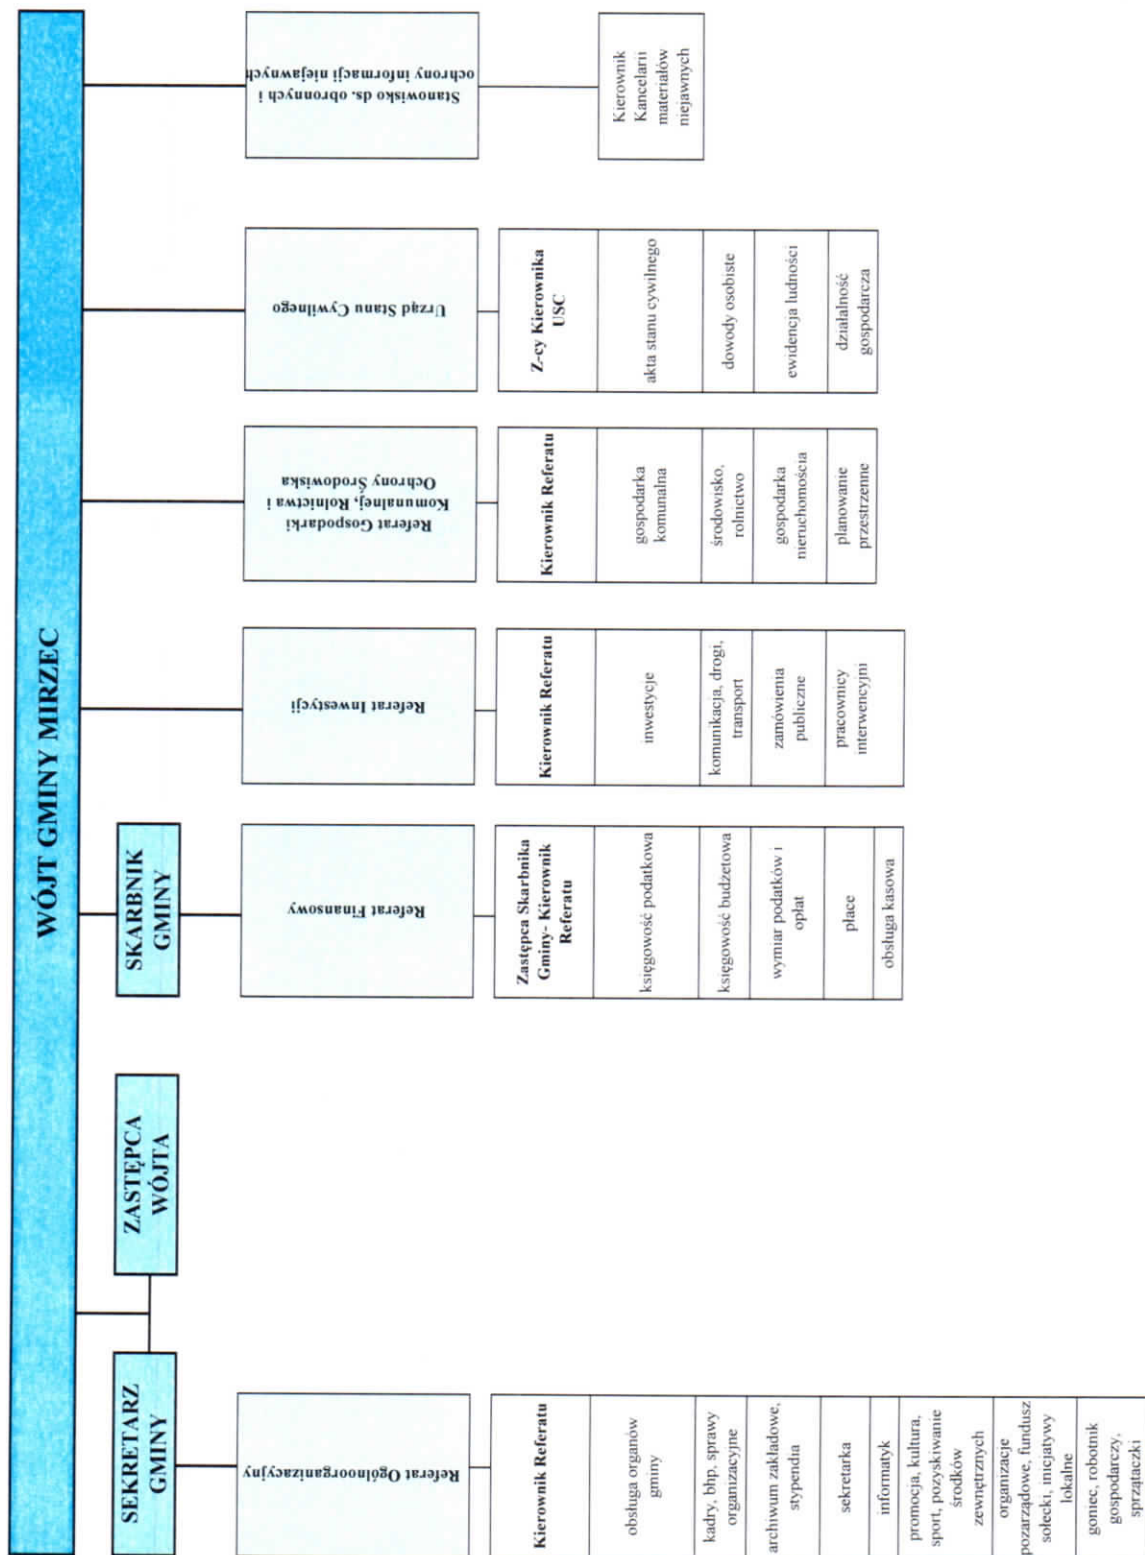 WÓJT GMINY MIRZEC
SEKRETARZ
GMINY
ZASTĘPCA
WÓJTA
SKARBNIK
GMINY
Referat Ogólnoorganizacyjny
Kierownik Referatu
obsługa organów
gminy
kadry, bhp, sprawy
organizacyjne
archiwum zakładowe,
stypendia
sekretarka
informatyk
promocja, kultura,
sport, pozyskiwanie
środków
zewnętrznych
organizacje
pozarządowe, fundusz
sołecki, inicjatywy
lokalne
goniec, robotnik
gospodarczy,
sprzątaczki
Referat Finansowy
Zastępca Skarbnika
Gminy- Kierownik
Referatu
księgowość podatkowa
księgowość budżetowa
wymiar podatków i
opłat
płace
obsługa kasowa
Referat Inwestycji
Kierownik Referatu
inwestycje
komunikacja, drogi,
transport
zamówienia
publiczne
pracownicy
interwencyjni
Referat Gospodarki
Komunalnej, Rolnictwa i
Ochrony Środowiska
Kierownik Referatu
gospodarka
komunalna
środowisko,
rolnictwo
gospodarka
nieruchomościa
planowanie
przestrzenne
Urząd Stanu Cywilnego
Z-cy Kierownika
USC
akta stanu cywilnego
dowody osobiste
ewidencja ludności
działalność
gospodarcza
Stanowisko ds. obronnych i
ochrony informacji niejawnych
Kierownik
Kancelarii
materiałów
niejawnych